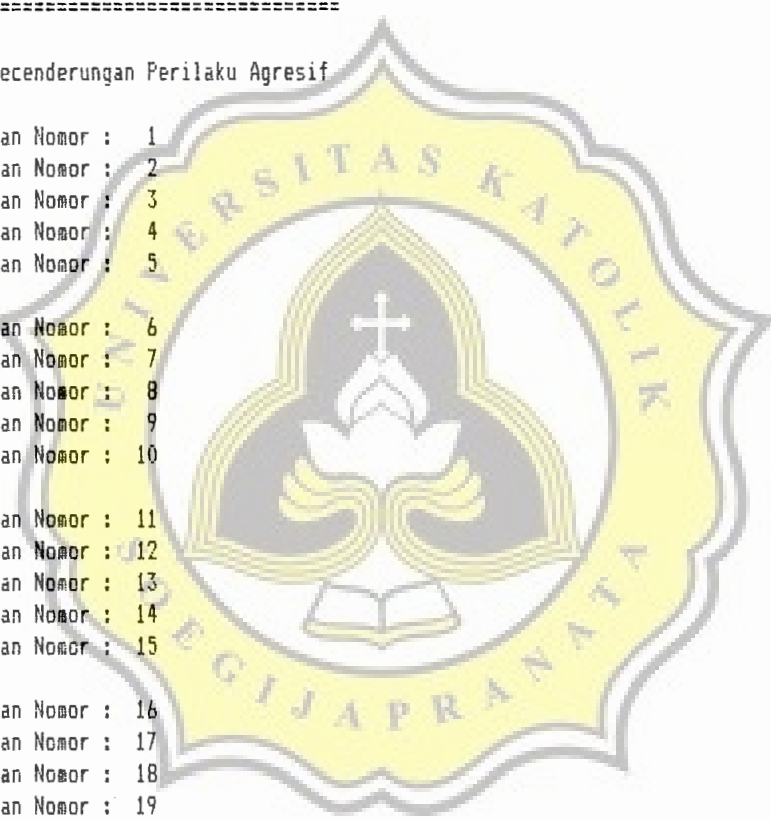 ==============================
ecenderungan Perilaku Agresif
an Nomor : 1
an Nomor : 2
an Nomor : 3
an Nomor : 4
an Nomor : 5
an Nomor : 6
an Nomor : 7
an Nomor : 8
an Nomor : 9
an Nomor : 10
an Nomor : 11
an Nomor : 12
an Nomor : 13
an Nomor : 14
an Nomor : 15
an Nomor : 16
an Nomor : 17
an Nomor : 18
an Nomor : 19
UNIVERSITAS KATOLIK
SOEGIJAPRANATA